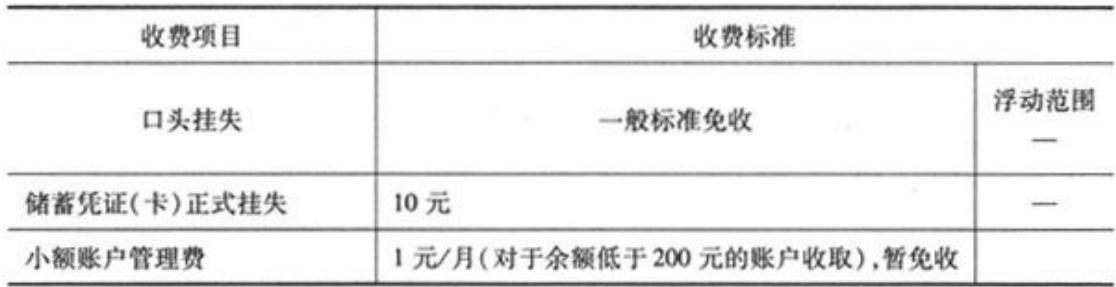 收费项目 收费标准
口头挂失 一般标准免收 浮动范围
—
储蓄凭证(卡)正式挂失 10 元 —
小额账户管理费 1 元/月(对于余额低于 200 元的账户收取),暂免收